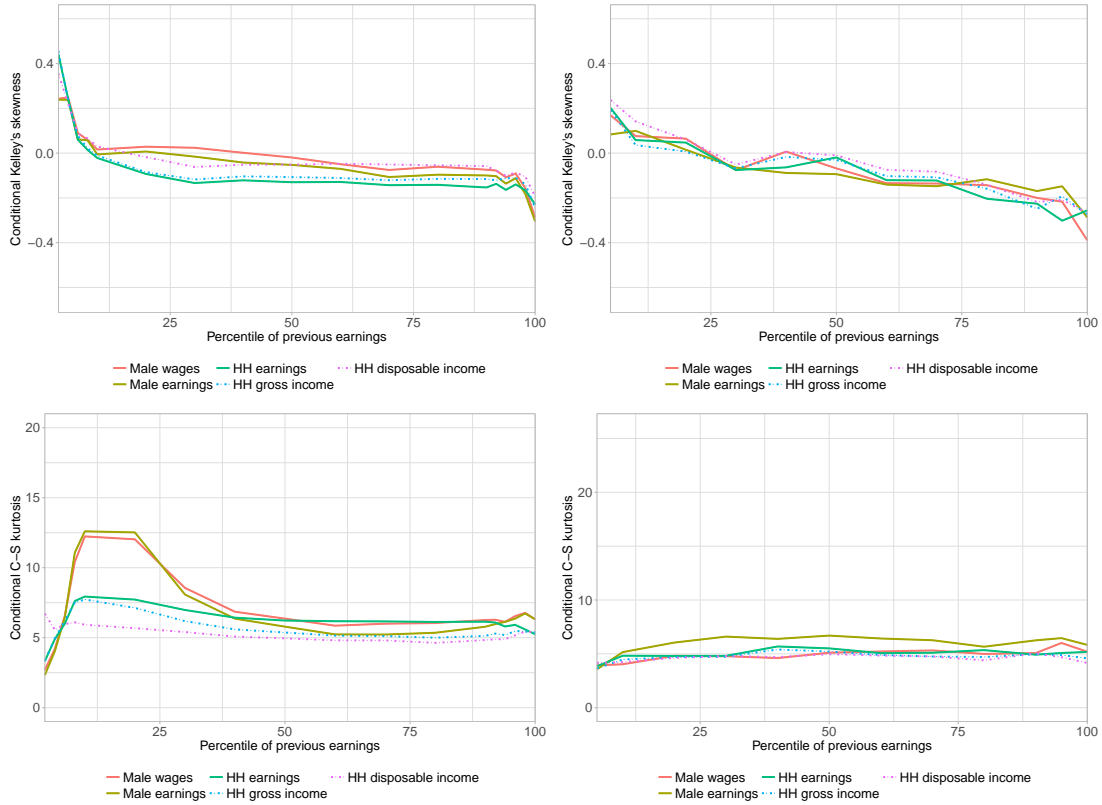 0.4
0.0
−0.4
Conditional Kelley's skewness
25
50
75
100
Percentile of previous earnings
Male wages
HH earnings
HH disposable income
Male earnings
HH gross income
0.4
0.0
−0.4
Conditional Kelley's skewness
25
50
75
100
Percentile of previous earnings
Male wages
HH earnings
HH disposable income
Male earnings
HH gross income
20
15
10
5
0
Conditional C−S kurtosis
25
50
75
100
Percentile of previous earnings
Male wages
HH earnings
HH disposable income
Male earnings
HH gross income
20
10
0
Conditional C−S kurtosis
25
50
75
100
Percentile of previous earnings
Male wages
HH earnings
HH disposable income
Male earnings
HH gross income